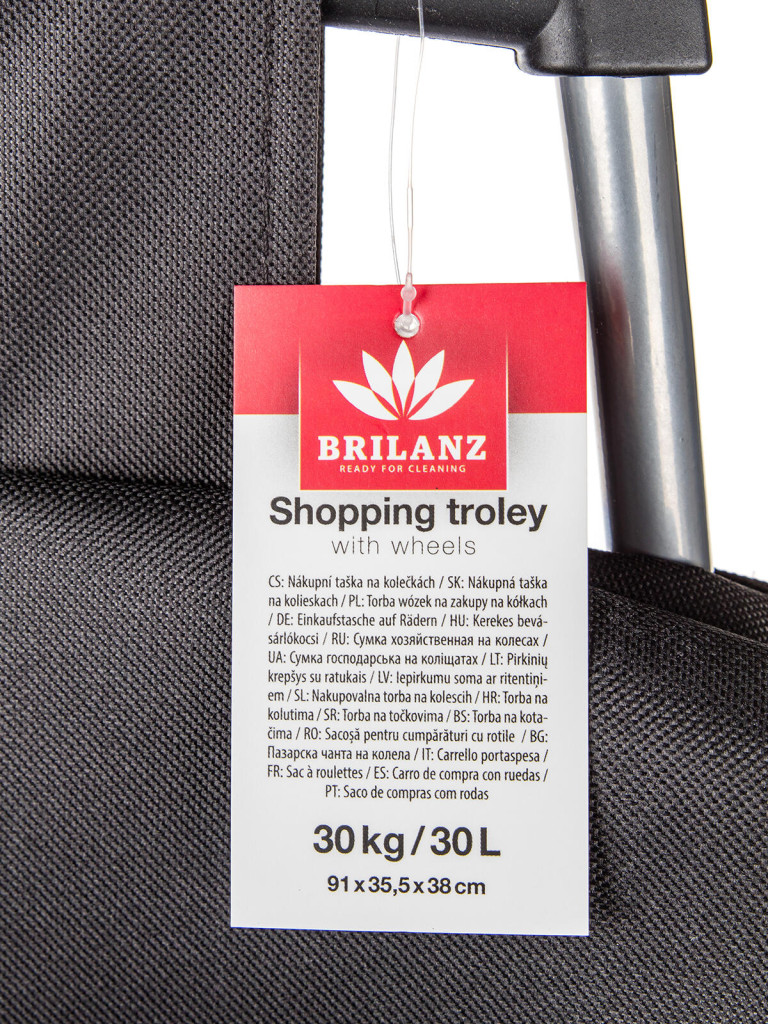 BRILANZ
READY FOR CLEANING
Shopping troley
with wheels
CS: Nákupní taška na kolečkách / SK: Nákupná taška
na kolieskach / PL: Torba wózek na zakupy na kółkach
/ DE: Einkaufstasche auf Rädern / HU: Kerekes bevá-
sárlókocsi / RU: Сумка хозяйственная на колесах /
UA: Сумка господарська на коліщатах / LT: Pirkinių
krepšys su ratukais / LV: Iepirkumu soma ar ritentiņi-
em / SL: Nakupovalna torba na kolescih / HR: Torba na
kolutima / SR: Torba na točkovima / BS: Torba na kota-
čima / RO: Sacoşă pentru cumpărături cu rotile / BG:
Пазарска чанта на колела / IT: Carrello portaspesa /
FR: Sac à roulettes / ES: Carro de compra con ruedas /
PT: Saco de compras com rodas
30 kg / 30 L
91 x 35,5 x 38 cm